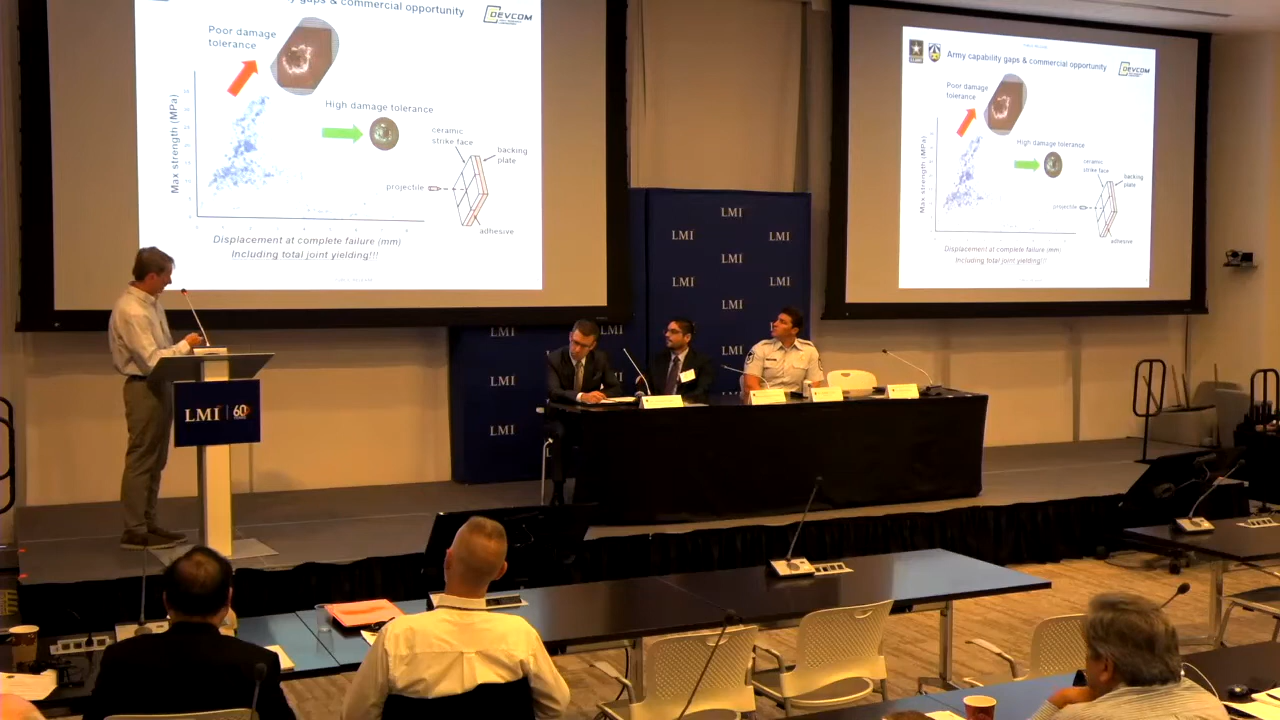 y gaps & commercial opportunity
DEVCOM
Poor damage
tolerance
High damage tolerance
ceramic
strike face
backing
plate
projectile
adhesive
Max strength (MPa)
Displacement at complete failure (mm)
Including total joint yielding!!!
Army capability gaps & commercial opportunity
DEVCOM
Poor damage
tolerance
High damage tolerance
ceramic
strike face
backing
plate
projectile
adhesive
Max strength (MPa)
Displacement at complete failure (mm)
Including total joint yielding!!!
LMI
LMI
LMI
LMI
LMI
LMI
LMI
LMI
LMI
LMI
LMI
LMI
LMI | 60